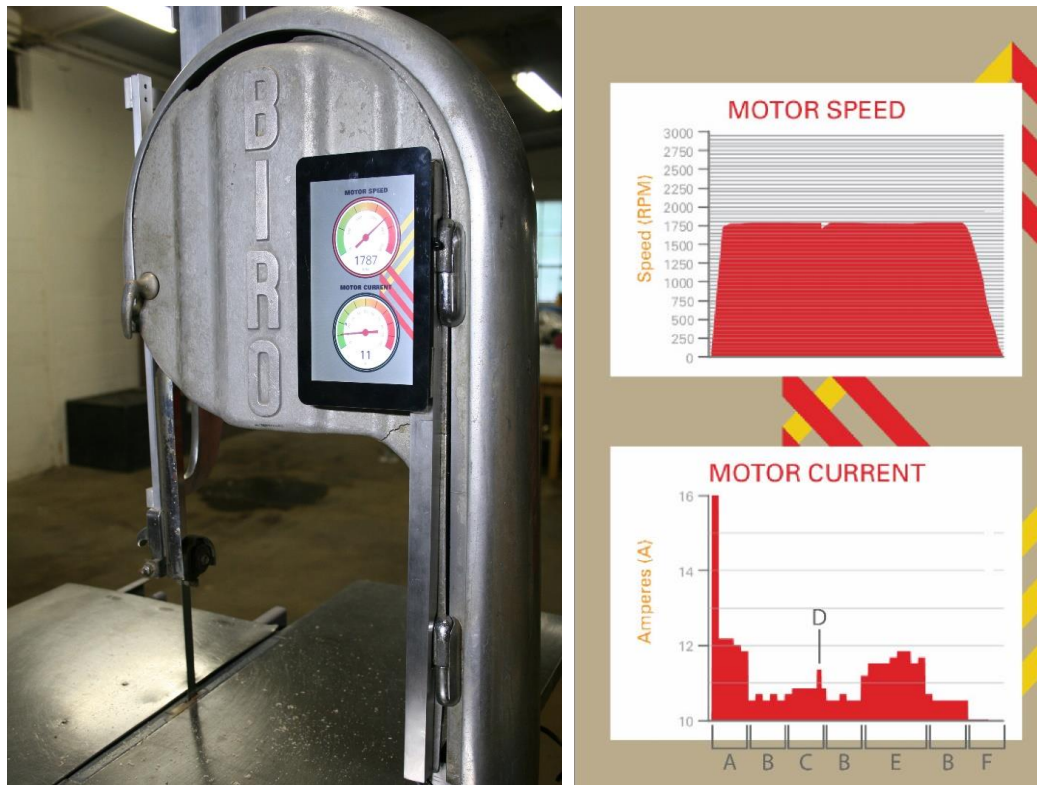 BIRO
MOTOR SPEED
1787
MOTOR CURRENT
11
MOTOR SPEED
Speed (RPM)
3000
2750
2500
2250
2000
1750
1500
1250
1000
750
500
250
0
MOTOR CURRENT
Amperes (A)
16
14
12
10
D
A B C B E B F